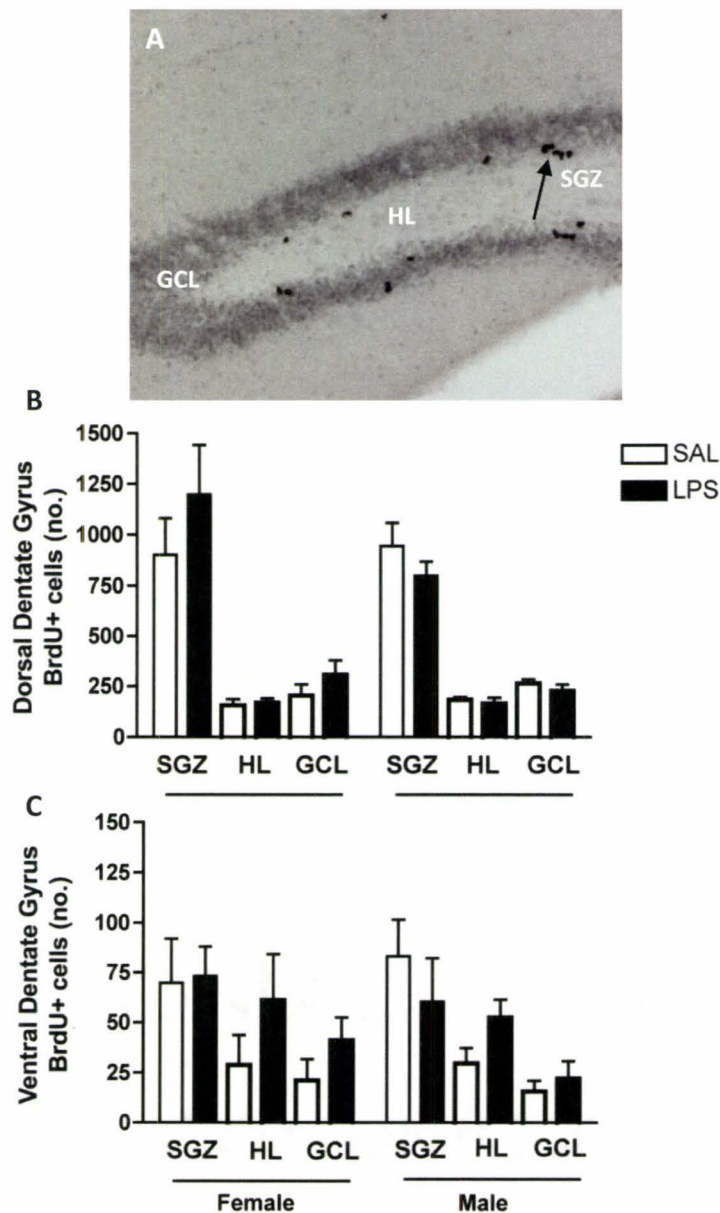 A
SGZ
HL
GCL
B
SAL
LPS
Dorsal Dentate Gyrus
BrdU+ cells (no.)
1500
1250
1000
750
500
250
0
SGZ HL GCL SGZ HL GCL
C
Ventral Dentate Gyrus
BrdU+ cells (no.)
150
125
100
75
50
25
0
SGZ HL GCL SGZ HL GCL
Female Male